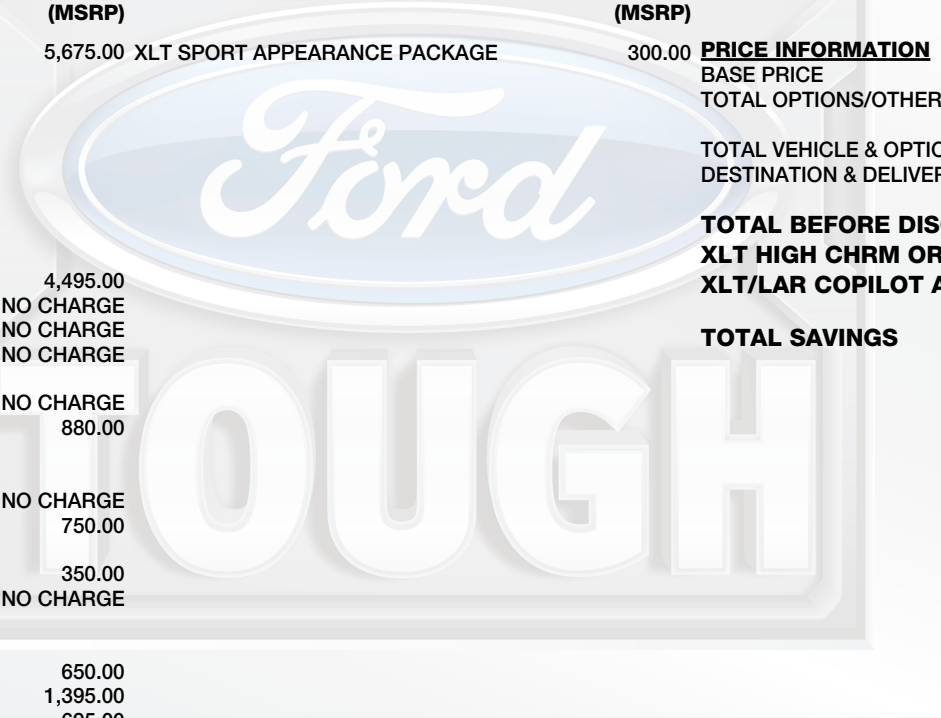 (MSRP)
5,675.00
4,495.00
NO CHARGE
NO CHARGE
NO CHARGE
NO CHARGE
880.00
NO CHARGE
750.00
350.00
NO CHARGE
650.00
1,395.00
(MSRP)
XLT SPORT APPEARANCE PACKAGE 300.00
PRICE INFORMATION
BASE PRICE
TOTAL OPTIONS/OTHER
TOTAL VEHICLE & OPTIO
DESTINATION & DELIVER
TOTAL BEFORE DIS
XLT HIGH CHRM OR
XLT/LAR COPILOT A
TOTAL SAVINGS
Ford
TOUGH